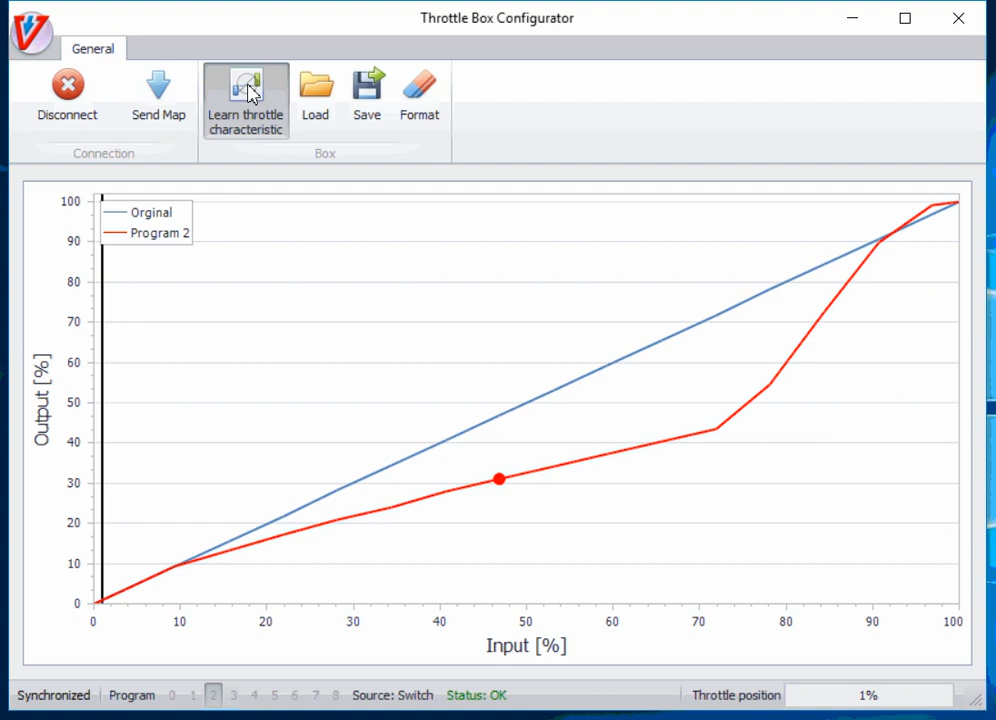 Throttle Box Configurator
General
Disconnect
Send Map
Learn throttle
characteristic
Load
Save
Format
Connection
Box
Orginal
Program 2
100
90
80
70
60
50
40
30
20
10
0
Output [%]
0 10 20 30 40 50 60 70 80 90 100
Input [%]
Synchronized Program 0 1 2 3 4 5 6 7 8 Source: Switch Status: OK Throttle position 1%